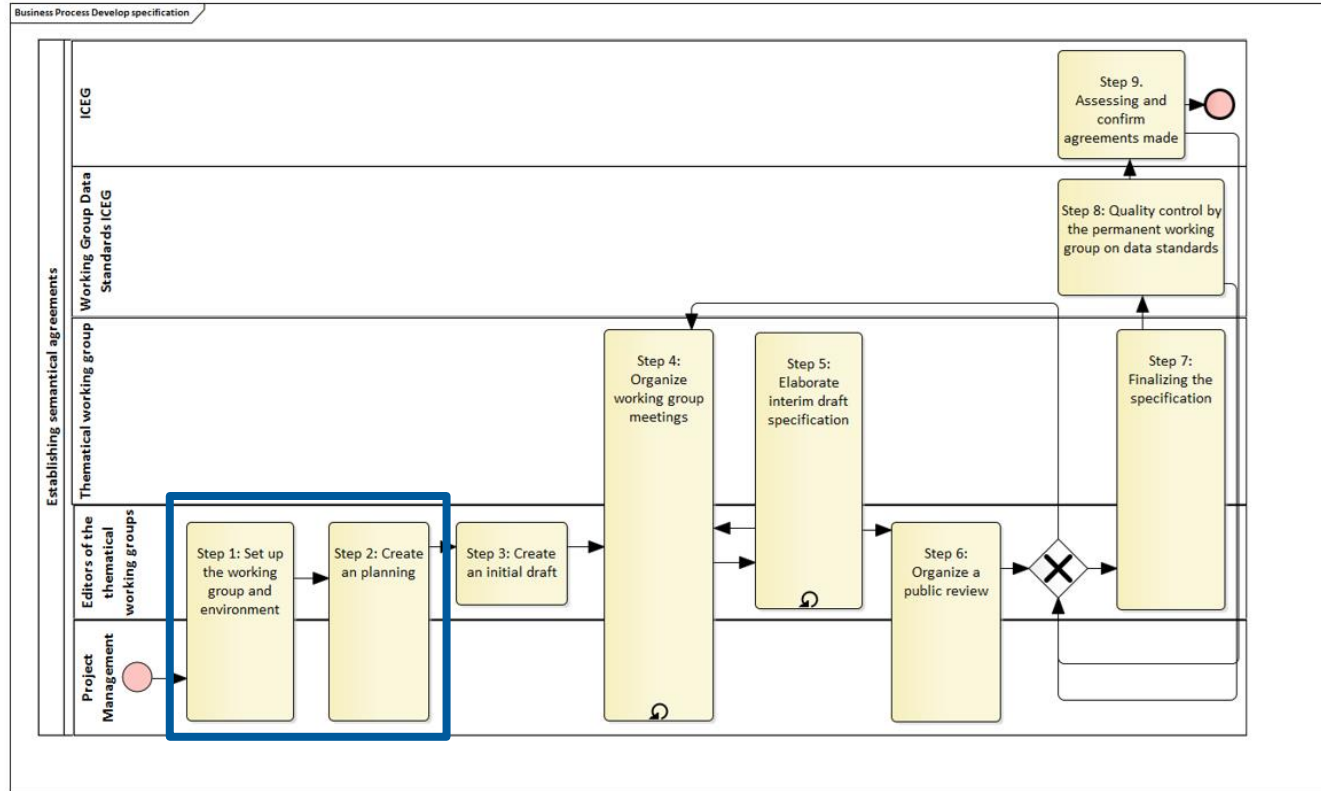 Business Process Develop specification
Establishing semantical agreements
ICEG
Step 9.
Assessing and
confirm
agreements made
Working Group Data
Standards ICEG
Step 8: Quality control by
the permanent working
group on data standards
Thematical working group
Step 4:
Organize
working group
meetings
Step 5:
Elaborate
interim draft
specification
Step 7:
Finalizing the
specification
Editors of the
thematical
working groups
Step 1: Set up
the working
group and
environment
Step 2: Create
an planning
Step 3: Create
an initial draft
Step 6:
Organize a
public review
Project
Management